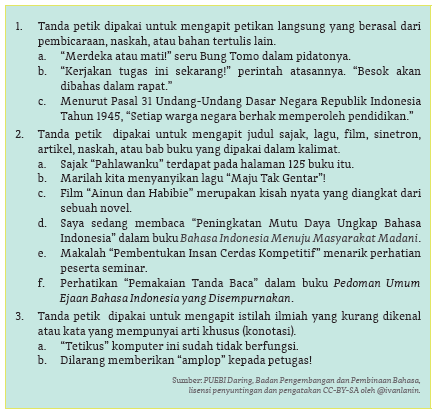 1. Tanda petik dipakai untuk mengapit petikan langsung yang berasal dari
pembicaraan, naskah, atau bahan tertulis lain.
a. “Merdeka atau mati!” seru Bung Tomo dalam pidatonya.
b. “Kerjakan tugas ini sekarang!” perintah atasannya. “Besok akan
dibahas dalam rapat.”
c. Menurut Pasal 31 Undang-Undang Dasar Negara Republik Indonesia
Tahun 1945, “Setiap warga negara berhak memperoleh pendidikan.”
2. Tanda petik dipakai untuk mengapit judul sajak, lagu, film, sinetron,
artikel, naskah, atau bab buku yang dipakai dalam kalimat.
a. Sajak “Pahlawanku” terdapat pada halaman 125 buku itu.
b. Marilah kita menyanyikan lagu “Maju Tak Gentar”!
c. Film “Ainun dan Habibie” merupakan kisah nyata yang diangkat dari
sebuah novel.
d. Saya sedang membaca “Peningkatan Mutu Daya Ungkap Bahasa
Indonesia” dalam buku Bahasa Indonesia Menuju Masyarakat Madani.
e. Makalah “Pembentukan Insan Cerdas Kompetitif” menarik perhatian
peserta seminar.
f. Perhatikan “Pemakaian Tanda Baca” dalam buku Pedoman Umum
Ejaan Bahasa Indonesia yang Disempurnakan.
3. Tanda petik dipakai untuk mengapit istilah ilmiah yang kurang dikenal
atau kata yang mempunyai arti khusus (konotasi).
a. “Tetikus” komputer ini sudah tidak berfungsi.
b. Dilarang memberikan “amplop” kepada petugas!
Sumber: PUEBI Daring, Badan Pengembangan dan Pembinaan Bahasa,
lisensi penyuntingan dan pengatakan CC-BY-SA oleh @ivanlanin.